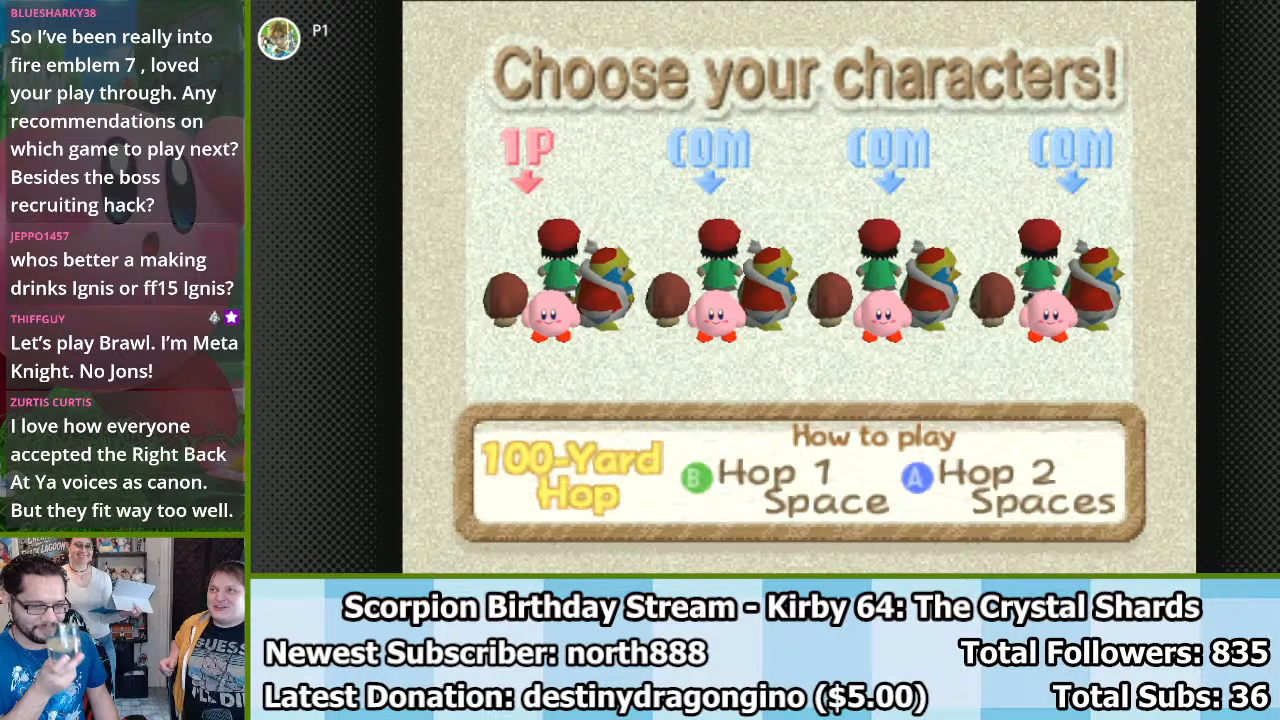 BLUESHARKY38
So I've been really into
fire emblem 7 , loved
your play through. Any
recommendations on
which game to play next?
Besides the boss
recruiting hack?
JEPPO1457
whos better a making
drinks Ignis or ff15 Ignis?
THIFFGUY
Let's play Brawl. I'm Meta
Knight. No Jons!
ZURTIS CURTIS
I love how everyone
accepted the Right Back
At Ya voices as canon.
But they fit way too well.
P1
Choose your characters!
1P COM COM COM
100-Yard
Hop
How to play
B Hop 1
Space
A Hop 2
Spaces
Scorpion Birthday Stream - Kirby 64: The Crystal Shards
Newest Subscriber: north888
Total Followers: 835
Latest Donation: destinydragongino ($5.00)
Total Subs: 36